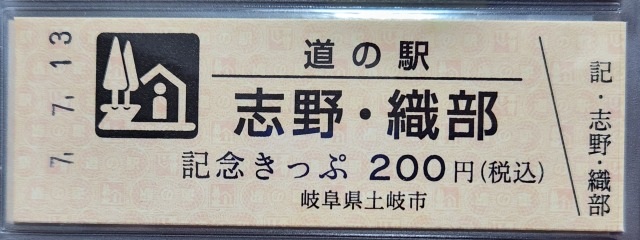 7. 7. 13
道の駅
志野・織部
記念きっぷ 200円(税込)
岐阜県土岐市
記・志野・織部